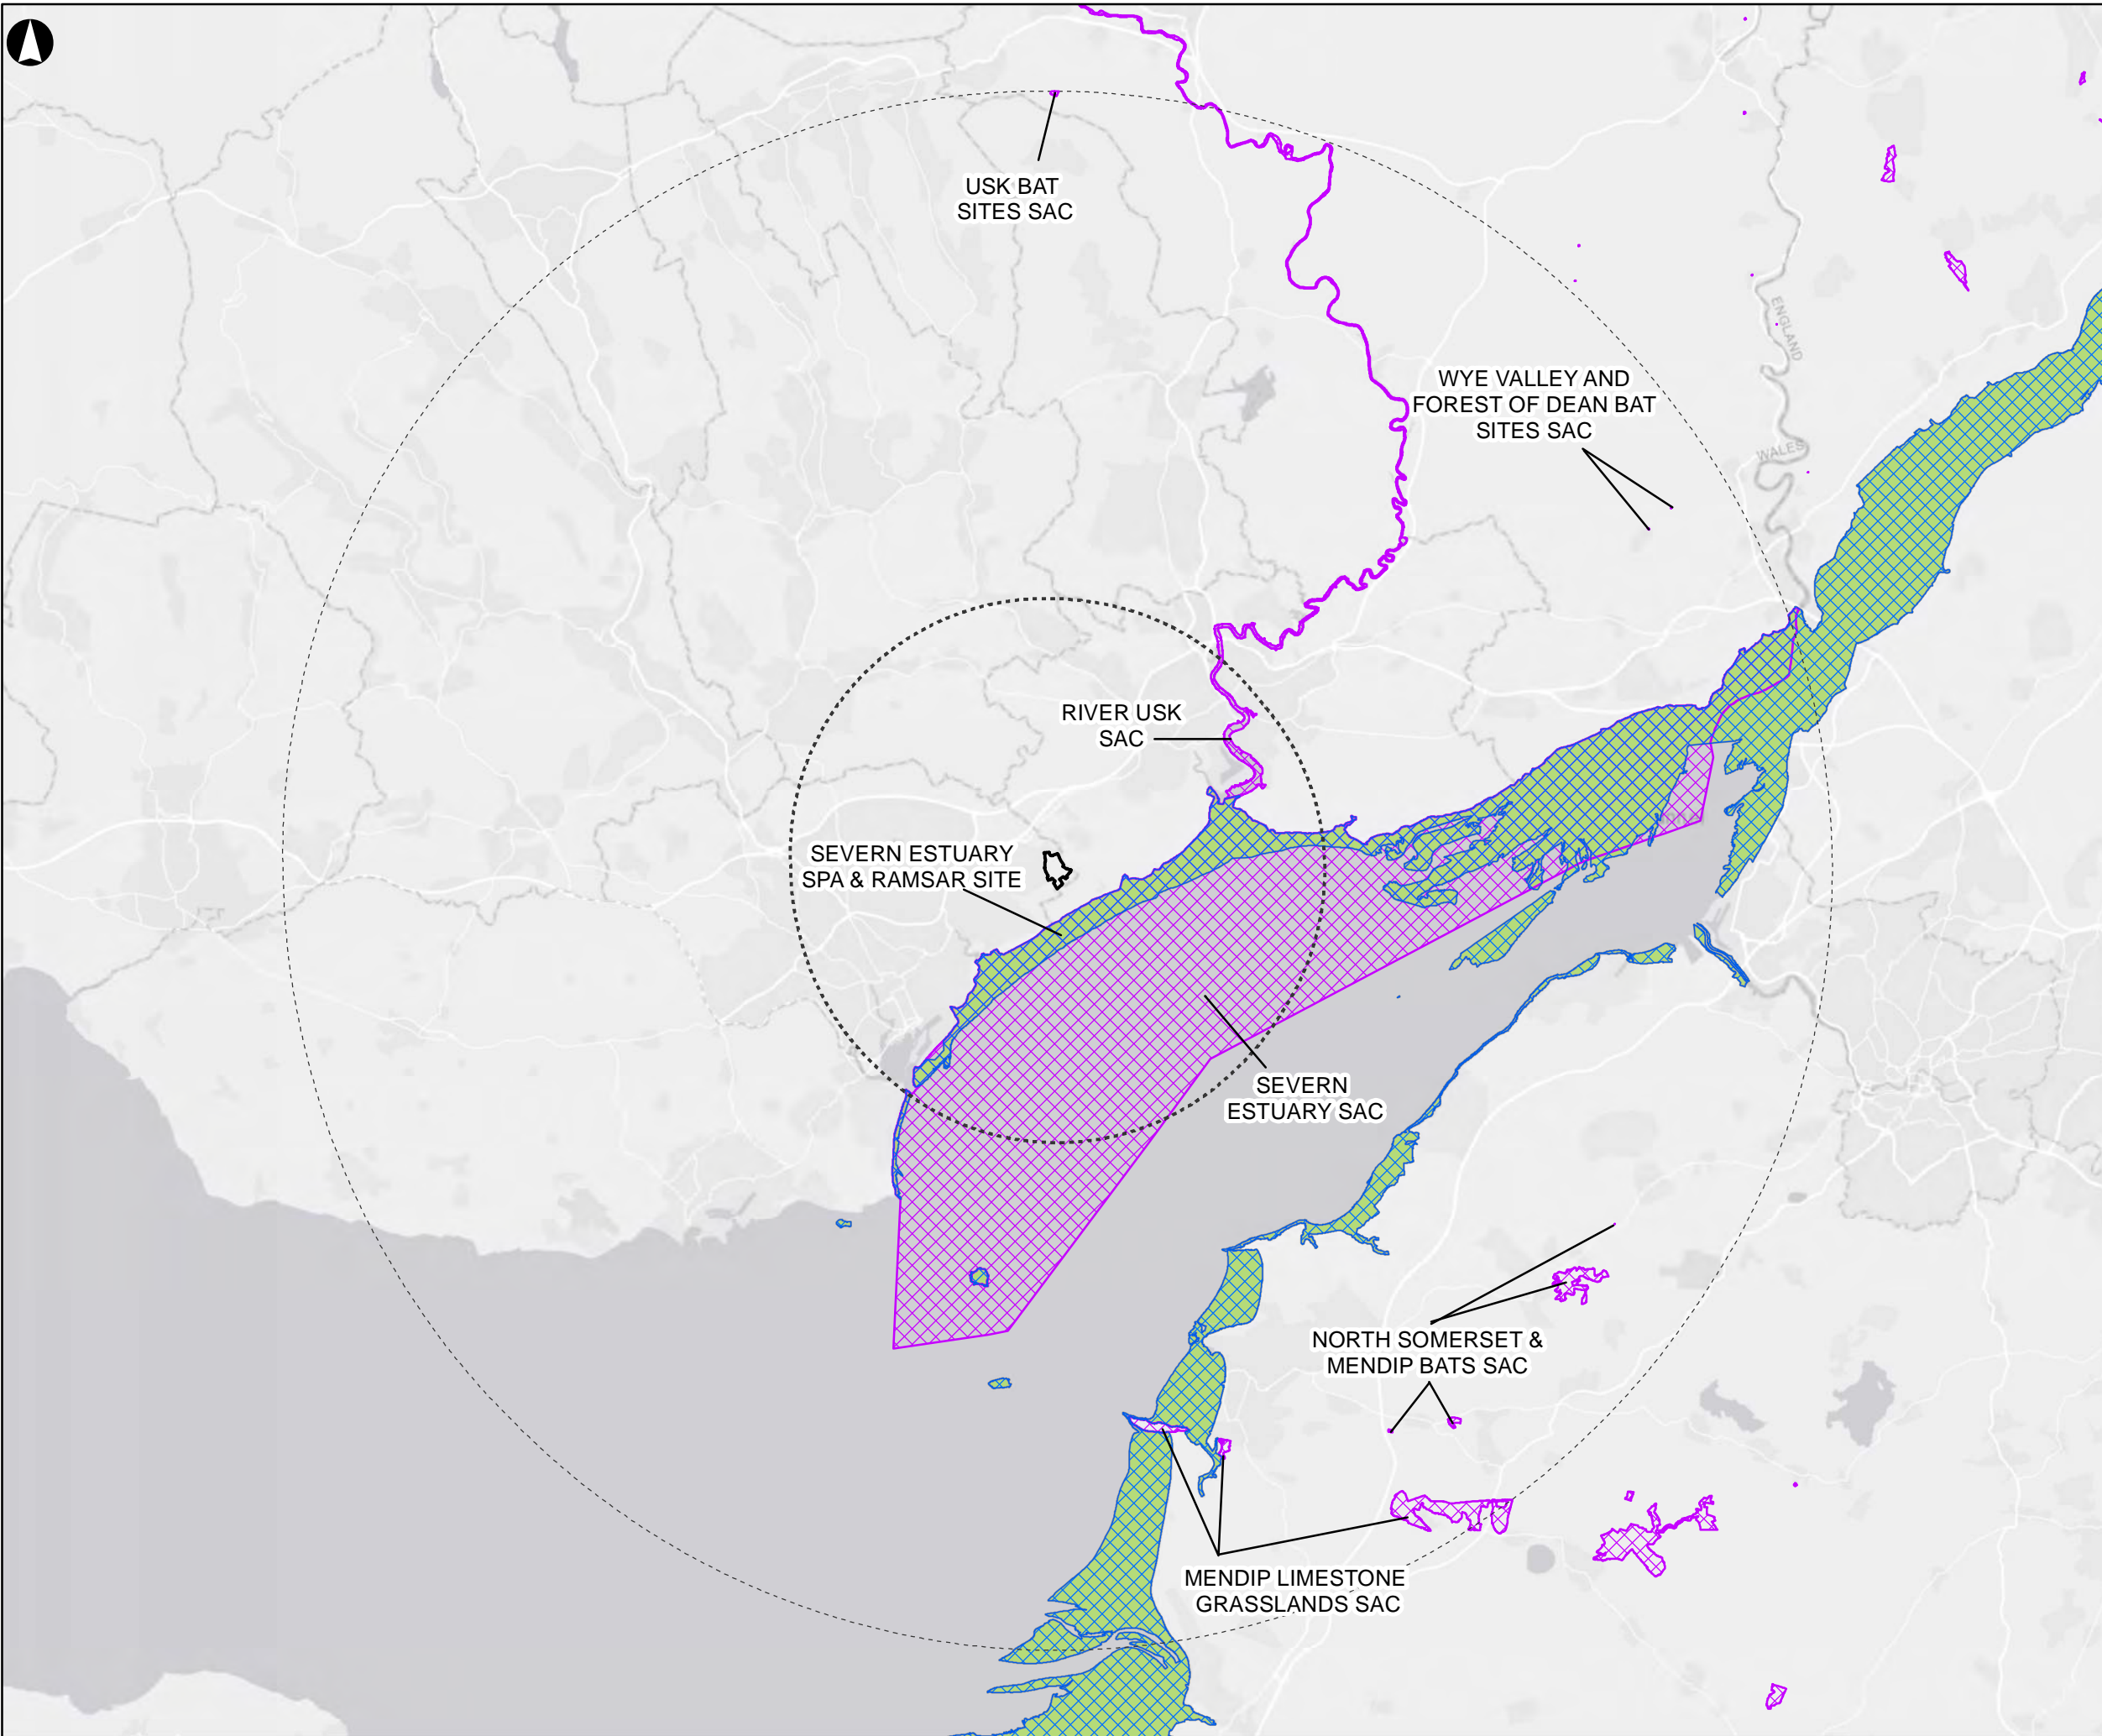 USK BAT
SITES SAC
ENGLAND
WALES
WYE VALLEY AND
FOREST OF DEAN BAT
SITES SAC
RIVER USK
SAC
SEVERN ESTUARY
SPA & RAMSAR SITE
SEVERN
ESTUARY SAC
NORTH SOMERSET &
MENDIP BATS SAC
MENDIP LIMESTONE
GRASSLANDS SAC